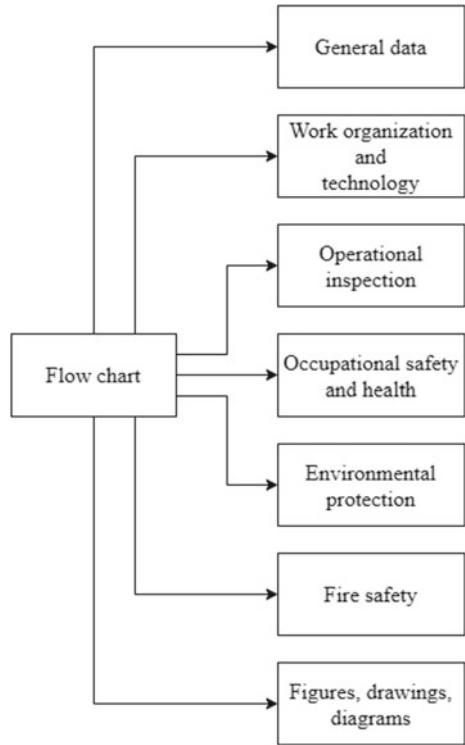 General data
Work organization
and
technology
Operational
inspection
Flow chart
Occupational safety
and health
Environmental
protection
Fire safety
Figures, drawings,
diagrams